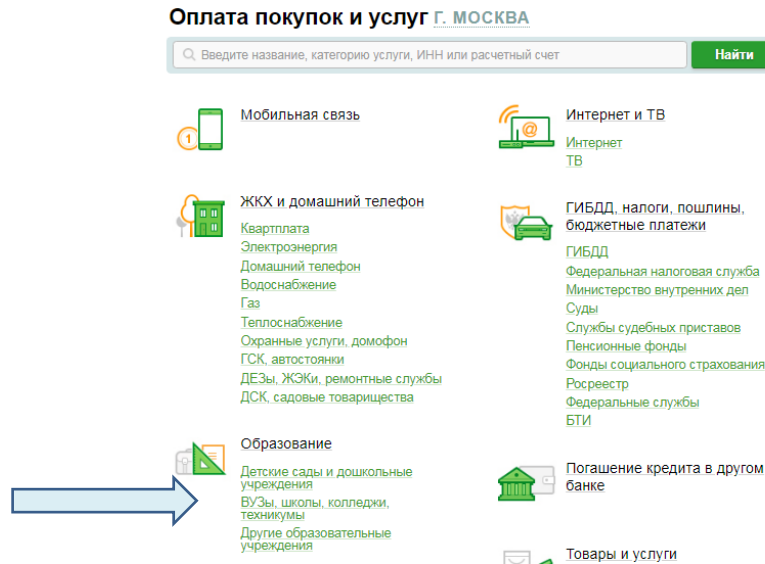 Оплата покупок и услуг Г. МОСКВА
Введите название, категорию услуги, ИНН или расчетный счет
Найти
Мобильная связь
1
Интернет и ТВ
@
Интернет
ТВ
ЖКХ и домашний телефон
Квартплата
Электроэнергия
Домашний телефон
Водоснабжение
Газ
Теплоснабжение
Охранные услуги, домофон
ГСК, автостоянки
ДЕЗы, ЖЭКи, ремонтные службы
ДСК, садовые товарищества
ГИБДД, налоги, пошлины,
бюджетные платежи
ГИБДД
Федеральная налоговая служба
Министерство внутренних дел
Суды
Службы судебных приставов
Пенсионные фонды
Фонды социального страхования
Росреестр
Федеральные службы
БТИ
Образование
Детские сады и дошкольные
учреждения
ВУЗы, школы, колледжи,
техникумы
Другие образовательные
учреждения
Погашение кредита в другом
банке
Товары и услуги